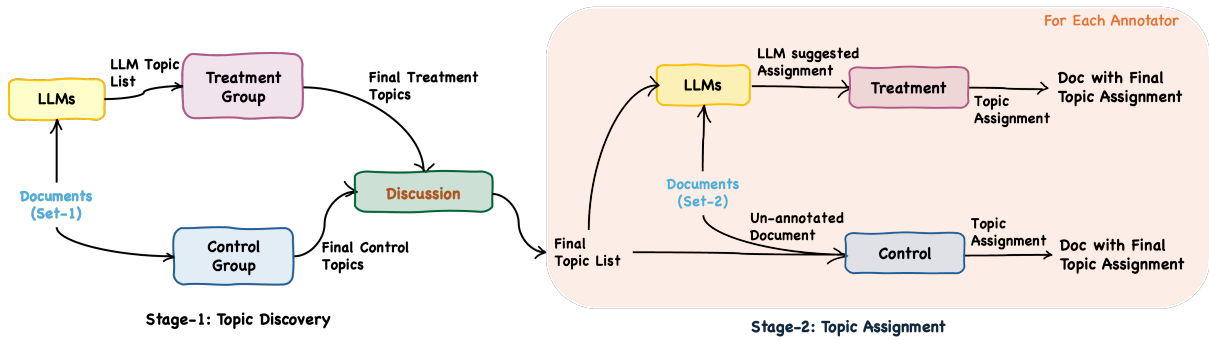 For Each Annotator
LLM Topic
List
LLMs
Treatment
Group
Final Treatment
Topics
Documents
(Set-1)
Discussion
Control
Group
Final Control
Topics
Stage-1: Topic Discovery
LLMs
LLM suggested
Assignment
Treatment
Topic
Assignment
Doc with Final
Topic Assignment
Documents
(Set-2)
Un-annotated
Document
Final
Topic List
Control
Topic
Assignment
Doc with Final
Topic Assignment
Stage-2: Topic Assignment